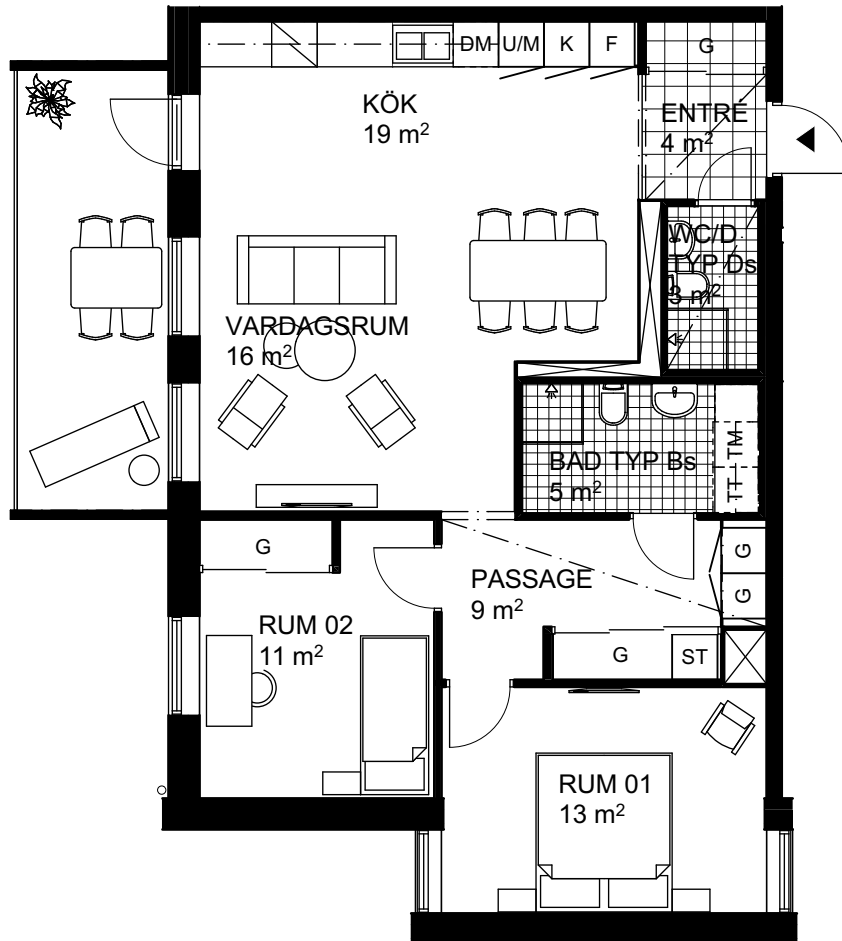 DM U/M K F
G
KÖK
19 m²
ENTRÉ
4 m²
WC/D
TYP Ds
3 m²
VARDAGSRUM
16 m²
BAD TYP Bs
5 m²
TT TM
G
G
G
PASSAGE
9 m²
RUM 02
11 m²
G
ST
RUM 01
13 m²